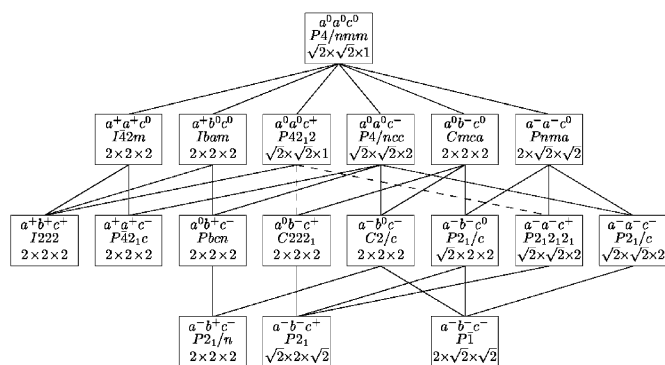 a⁰a⁰c⁰
P4/nmm
√2×√2×1
a⁺a⁺c⁰
I4̄2m
2×2×2
a⁺b⁰c⁰
Ibam
2×2×2
a⁰a⁰c⁺
P42₁2
√2×√2×1
a⁰a⁰c⁻
P4/ncc
√2×√2×2
a⁰b⁻c⁰
Cmca
2×2×2
a⁻a⁻c⁰
Pnma
2×√2×√2
a⁺b⁺c⁺
I222
2×2×2
a⁺a⁺c⁻
P4̄2₁c
2×2×2
a⁰b⁺c⁻
Pbcn
2×2×2
a⁰b⁻c⁺
C222₁
2×2×2
a⁻b⁰c⁻
C2/c
2×2×2
a⁻b⁻c⁰
P2₁/c
√2×2×2
a⁻a⁻c⁺
P2₁2₁2₁
√2×√2×2
a⁻a⁻c⁻
P2₁/c
√2×√2×2
a⁻b⁺c⁻
P2₁/n
2×2×2
a⁻b⁻c⁺
P2₁
√2×2×√2
a⁻b⁻c⁻
P1̄
2×√2×√2